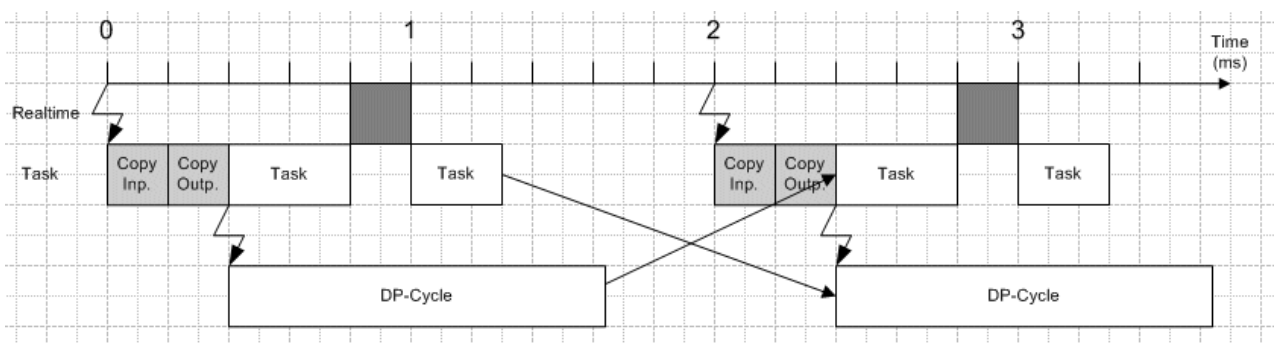 0 1 2 3
Time
(ms)
Realtime
Task
Copy
Inp.
Copy
Outp.
Task
Task
Copy
Inp.
Copy
Outp.
Task
Task
DP-Cycle
DP-Cycle